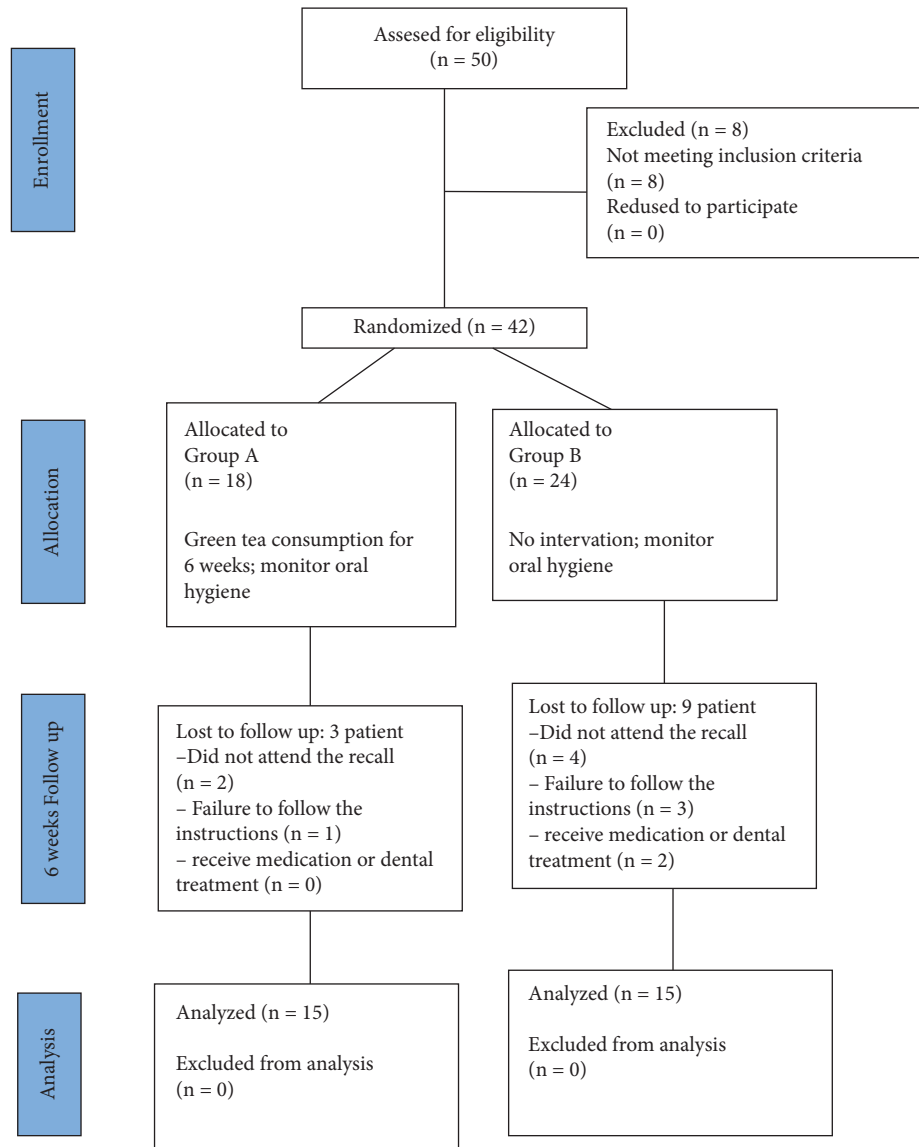 Enrollment
Assesed for eligibility
(n = 50)
Excluded (n = 8)
Not meeting inclusion criteria
(n = 8)
Redused to participate
(n = 0)
Randomized (n = 42)
Allocation
Allocated to
Group A
(n = 18)
Green tea consumption for
6 weeks; monitor oral
hygiene
Allocated to
Group B
(n = 24)
No intervation; monitor
oral hygiene
6 weeks Follow up
Lost to follow up: 3 patient
–Did not attend the recall
(n = 2)
– Failure to follow the
instructions (n = 1)
– receive medication or dental
treatment (n = 0)
Lost to follow up: 9 patient
–Did not attend the recall
(n = 4)
– Failure to follow the
instructions (n = 3)
– receive medication or dental
treatment (n = 2)
Analysis
Analyzed (n = 15)
Excluded from analysis
(n = 0)
Analyzed (n = 15)
Excluded from analysis
(n = 0)